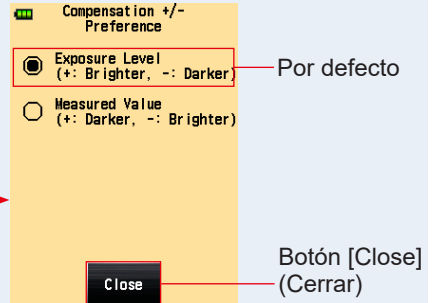 Compensation +/-
Preference
Exposure Level
(+: Brighter, -: Darker)
Por defecto
Measured Value
(+: Darker, -: Brighter)
Close
Botón [Close]
(Cerrar)